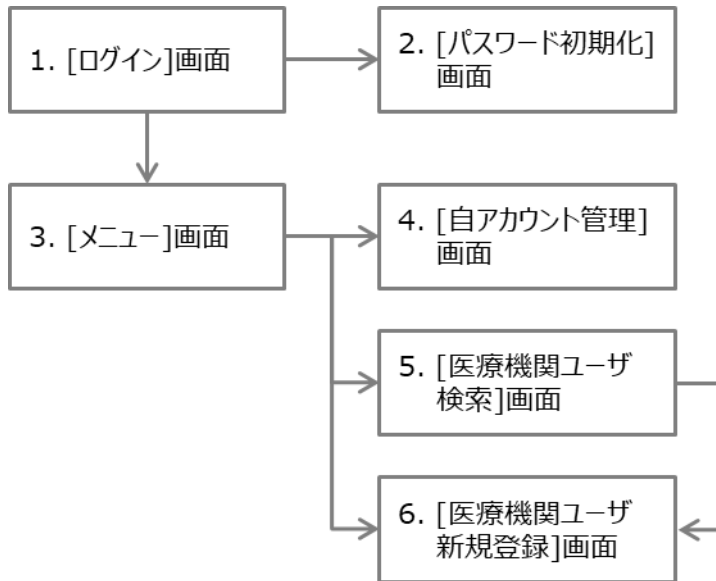 1. [ログイン]画面
2. [パスワード初期化]
画面
3. [メニュー]画面
4. [自アカウント管理]
画面
5. [医療機関ユーザ
検索]画面
6. [医療機関ユーザ
新規登録]画面